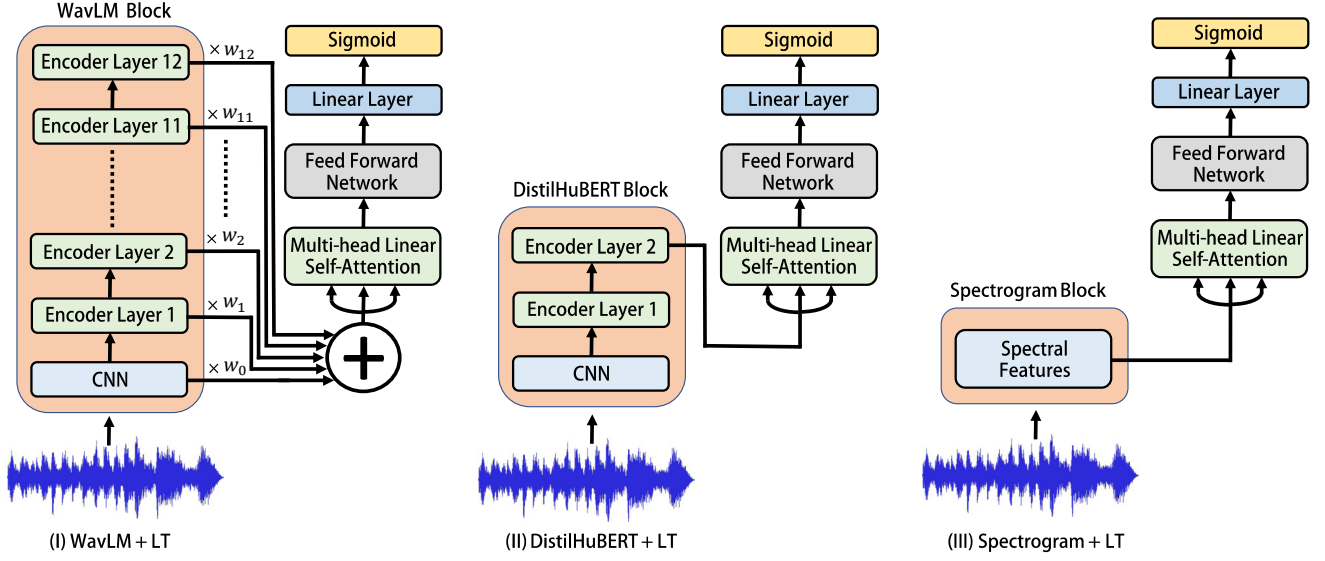 WavLM Block
Encoder Layer 12
Encoder Layer 11
Encoder Layer 2
Encoder Layer 1
CNN
× w₁₂
× w₁₁
× w₂
× w₁
× w₀
Sigmoid
Linear Layer
Feed Forward
Network
Multi-head Linear
Self-Attention
+
(I) WavLM + LT
DistilHuBERT Block
Encoder Layer 2
Encoder Layer 1
CNN
Sigmoid
Linear Layer
Feed Forward
Network
Multi-head Linear
Self-Attention
(II) DistilHuBERT + LT
Spectrogram Block
Spectral
Features
Sigmoid
Linear Layer
Feed Forward
Network
Multi-head Linear
Self-Attention
(III) Spectrogram + LT